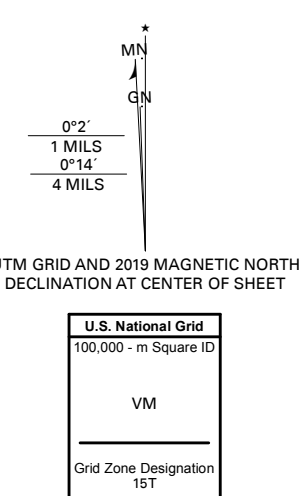 ★
MN
GN
0°2´
1 MILS
0°14´
4 MILS
UTM GRID AND 2019 MAGNETIC NORTH
DECLINATION AT CENTER OF SHEET
U.S. National Grid
100,000 - m Square ID
VM
Grid Zone Designation
15T